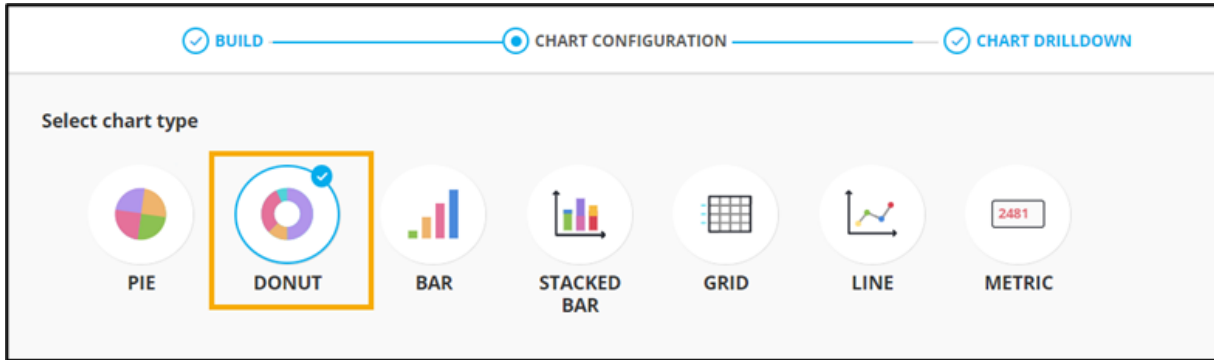 BUILD
CHART CONFIGURATION
CHART DRILLDOWN
Select chart type
2481
PIE
DONUT
BAR
STACKED
BAR
GRID
LINE
METRIC